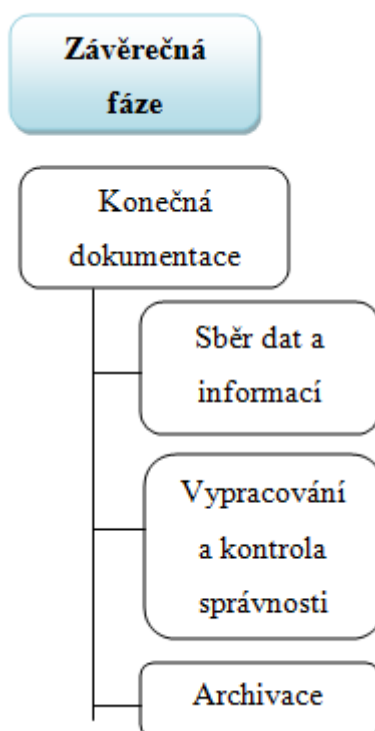 Závěrečná
fáze
Konečná
dokumentace
Sběr dat a
informací
Vypracování
a kontrola
správnosti
Archivace